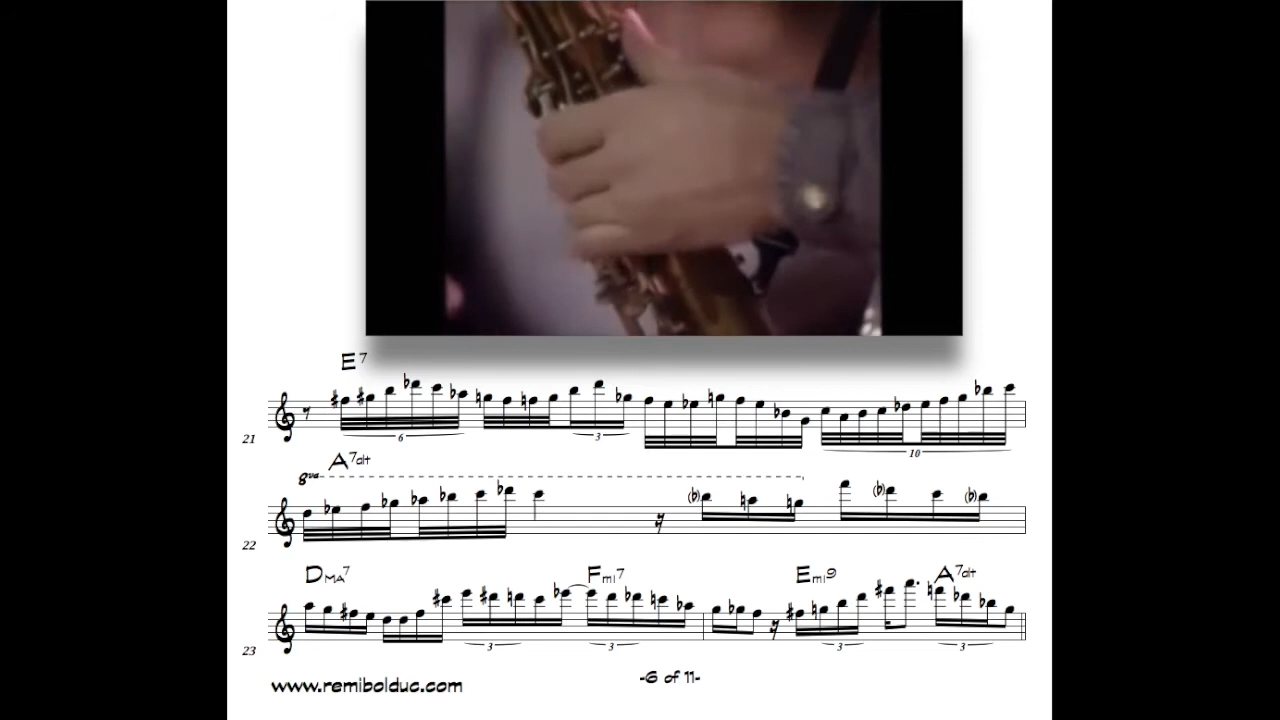 E7
21 6 3 10
8va A7alt
22 (b) (b) (b)
DMA7 Fmi7 Emi9 A7alt
23 3 3 3 3
www.remibolduc.com -6 of 11-